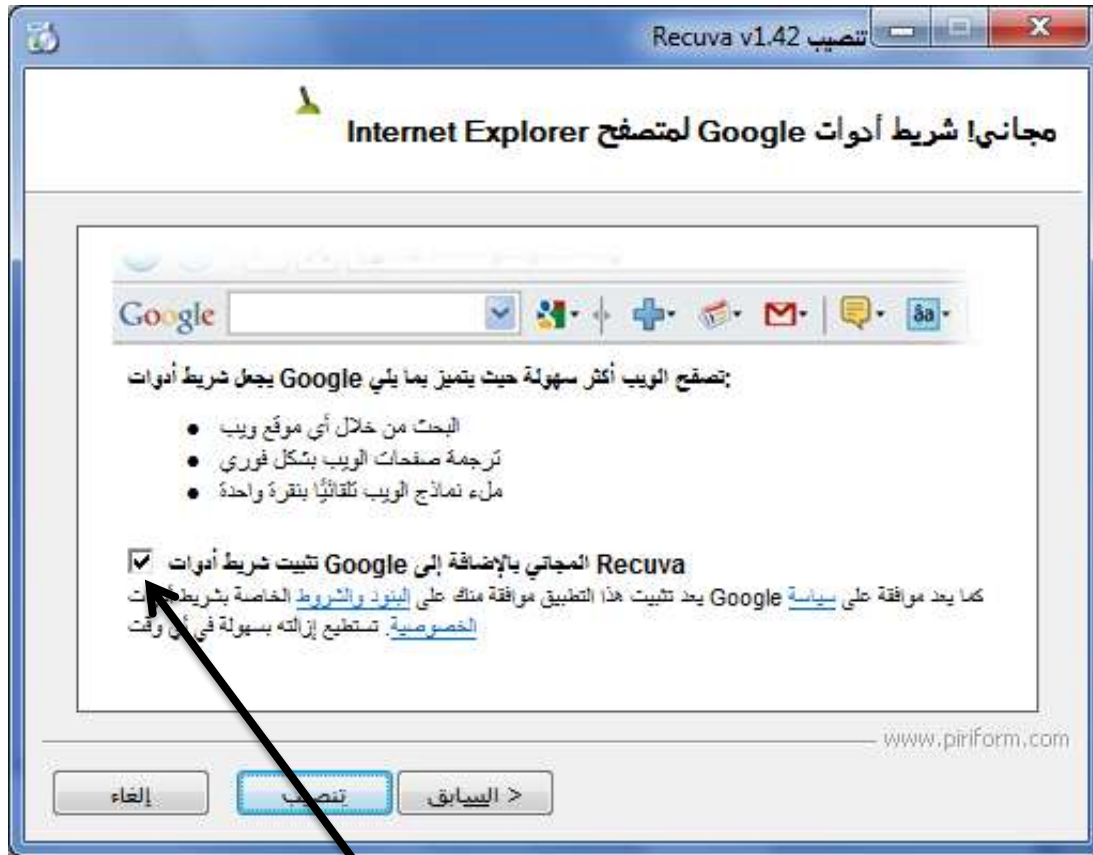 تنصيب Recuva v1.42
مجاني! شريط أدوات Google لمتصفح Internet Explorer
Google
âa
تصفح الويب أكثر سهولة حيث يتميز بما يلي Google يجعل شريط أدوات:
البحث من خلال أي موقع ويب
ترجمة صفحات الويب بشكل فوري
ملء نماذج الويب تلقائيًا بنقرة واحدة
Recuva المجاني بالإضافة إلى Google تثبيت شريط أدوات
كما يعد موافقة على سياسة Google يعد تثبيت هذا التطبيق موافقة منك على البنود والشروط الخاصة بشريط أدوات
الخصوصية. تستطيع إزالته بسهولة في أي وقت
www.piriform.com
< السابق
تنصيب
إلغاء